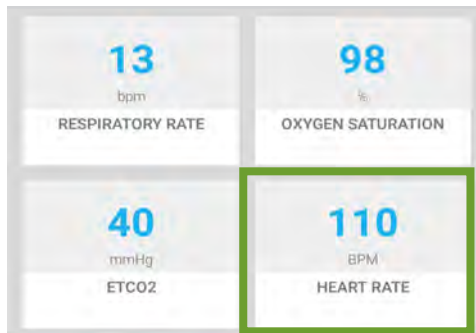 13
bpm
RESPIRATORY RATE
98
%
OXYGEN SATURATION
40
mmHg
ETCO2
110
BPM
HEART RATE